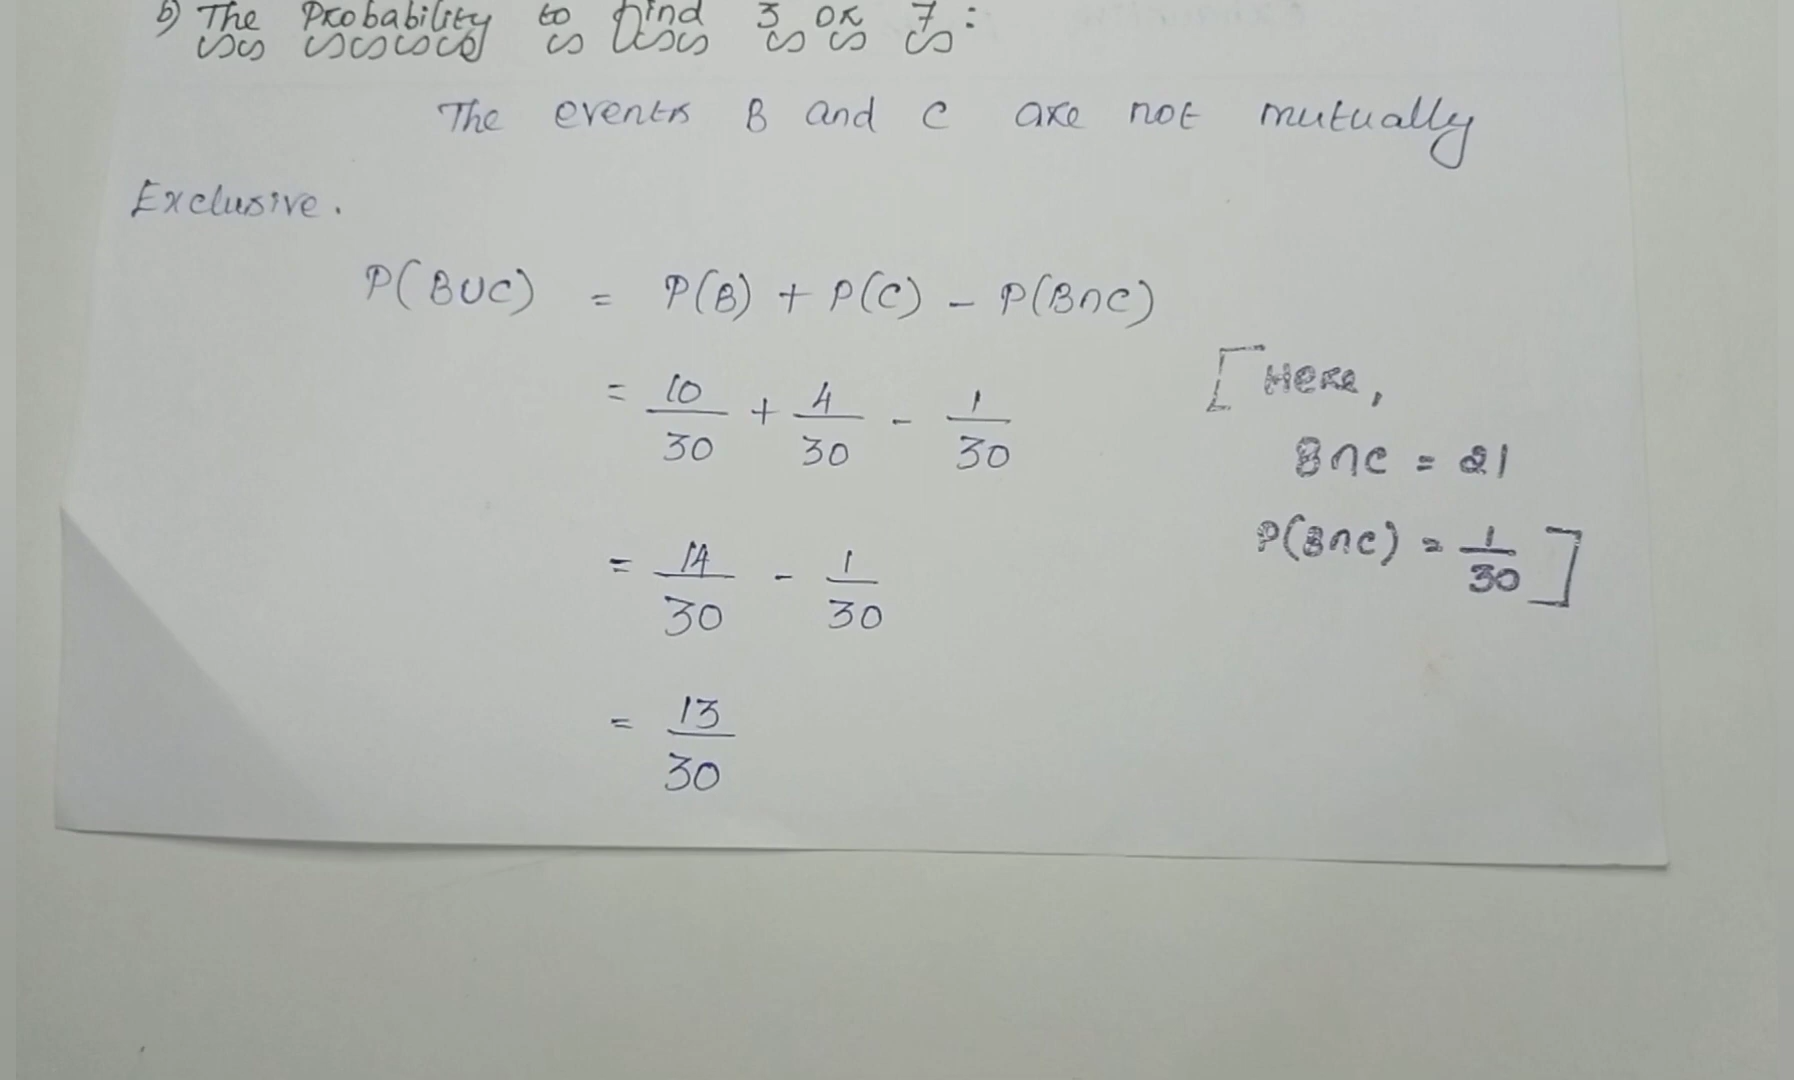 b) The Probability to find 3 or 7:
The events B and C are not mutually
Exclusive.
P(B∪C) = P(B) + P(C) - P(B∩C)
= 10/30 + 4/30 - 1/30
[Here,
B∩C = 21
P(B∩C) = 1/30]
= 14/30 - 1/30
= 13/30